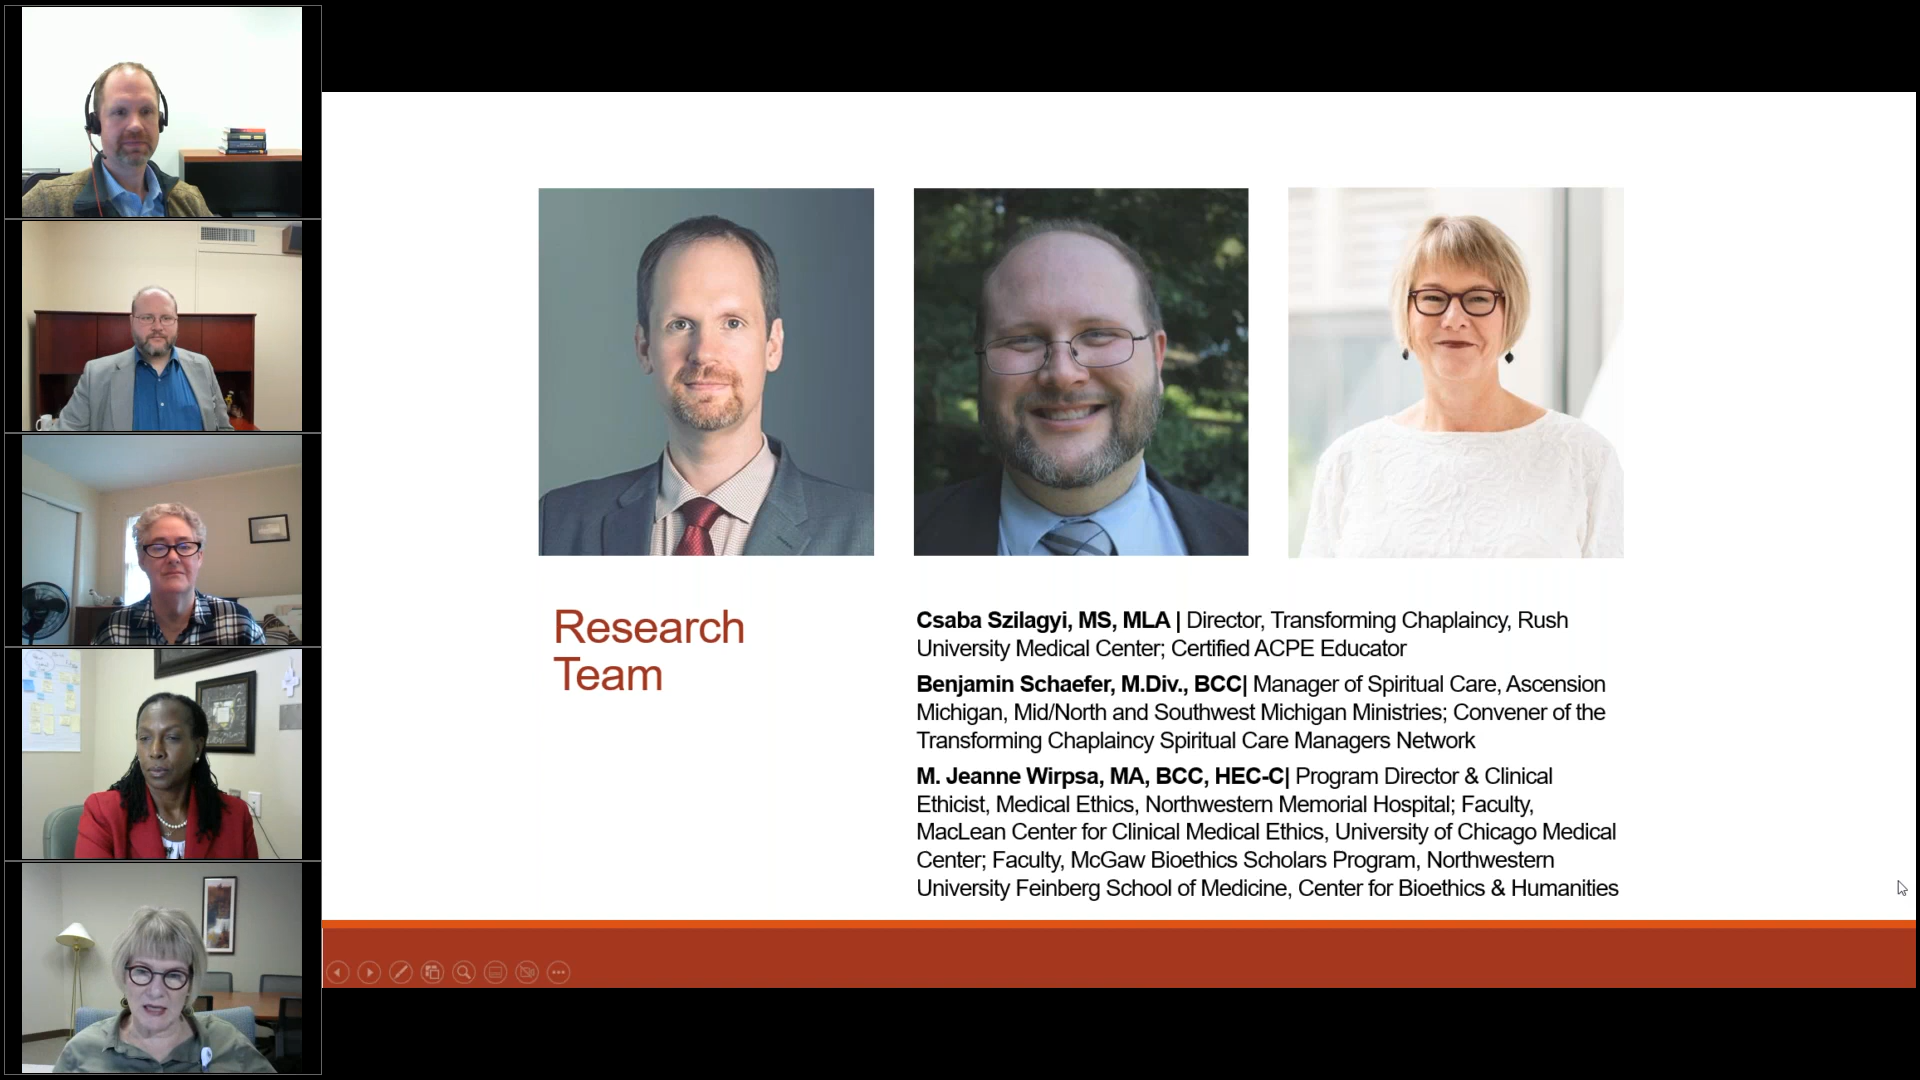 Research
Team
Csaba Szilagyi, MS, MLA | Director, Transforming Chaplaincy, Rush
University Medical Center; Certified ACPE Educator
Benjamin Schaefer, M.Div., BCC| Manager of Spiritual Care, Ascension
Michigan, Mid/North and Southwest Michigan Ministries; Convener of the
Transforming Chaplaincy Spiritual Care Managers Network
M. Jeanne Wirpsa, MA, BCC, HEC-C| Program Director & Clinical
Ethicist, Medical Ethics, Northwestern Memorial Hospital; Faculty,
MacLean Center for Clinical Medical Ethics, University of Chicago Medical
Center; Faculty, McGaw Bioethics Scholars Program, Northwestern
University Feinberg School of Medicine, Center for Bioethics & Humanities